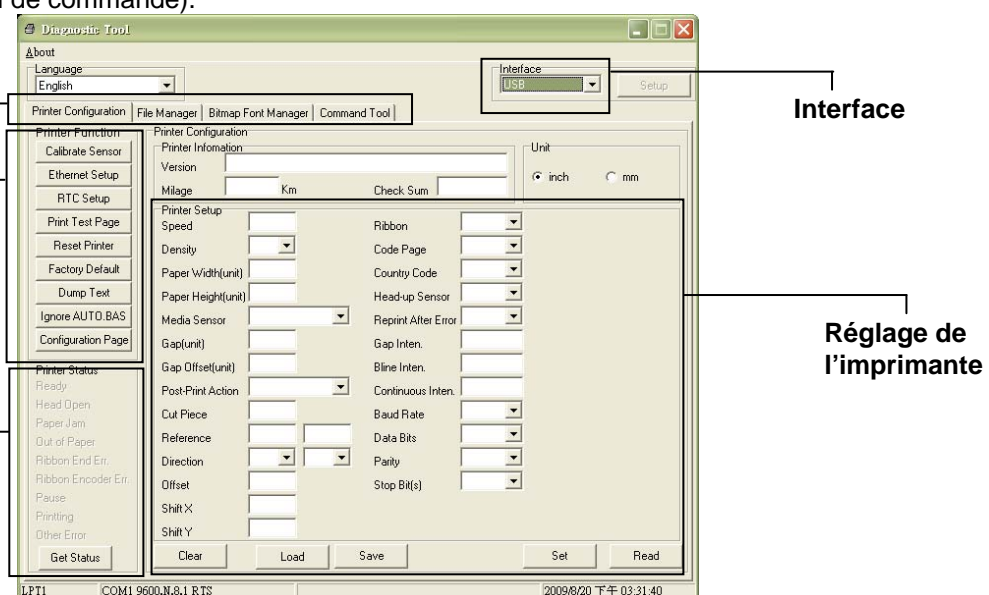 n de commande).
Diagnostic Tool
About
Language
English
Interface
USB
Setup
Interface
Printer Configuration File Manager Bitmap Font Manager Command Tool
Printer Function
Calibrate Sensor
Ethernet Setup
RTC Setup
Print Test Page
Reset Printer
Factory Default
Dump Text
Ignore AUTO.BAS
Configuration Page
Printer Configuration
Printer Infomation
Version
Milage Km Check Sum
Unit
inch mm
Printer Setup
Speed Ribbon
Density Code Page
Paper Width(unit) Country Code
Paper Height(unit) Head-up Sensor
Media Sensor Reprint After Error
Gap(unit) Gap Inten.
Gap Offset(unit) Bline Inten.
Post-Print Action Continuous Inten.
Cut Piece Baud Rate
Reference Data Bits
Direction Parity
Offset Stop Bit(s)
Shift X
Shift Y
Clear Load Save Set Read
Réglage de
l’imprimante
Printer Status
Ready
Head Open
Paper Jam
Out of Paper
Ribbon End Err.
Ribbon Encoder Err.
Pause
Printting
Other Error
Get Status
LPT1 COM1 9600,N,8,1 RTS 2009/8/20 下午 03:31:40